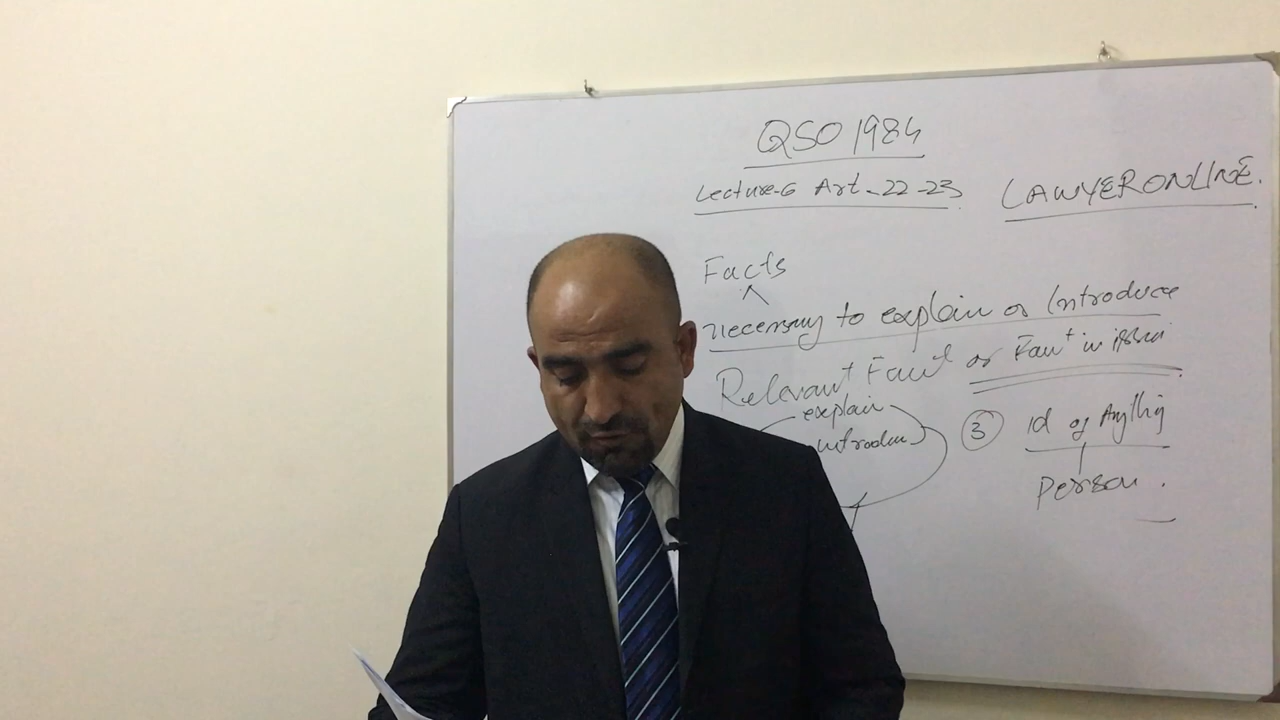 QSO 1984
Lecture-6 Art-22-23
LAWYERONLINE.
Facts
necessary to explain or Introduce
Relevant Fact or Fact in issue
explain
introduce
3 Id of Anything
Person.